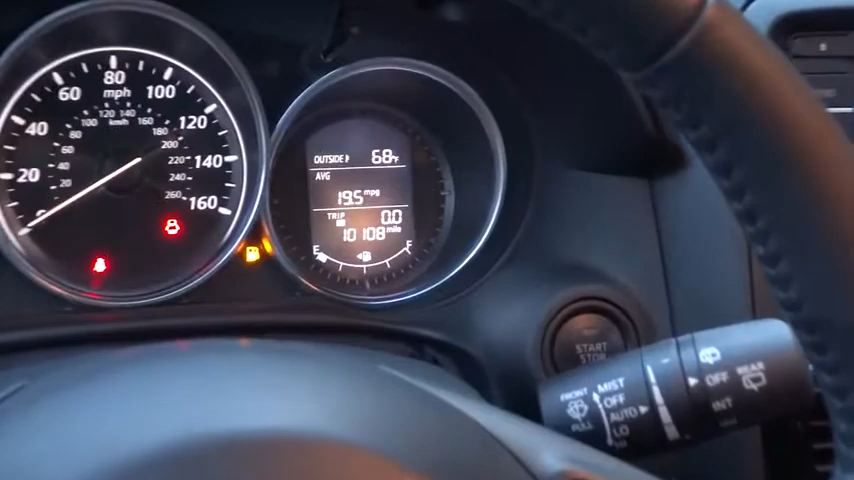 80
60 mph 100
40 120
20 140
160
120 140
100 km/h 160
80 180
60 220
40 240
20 260
OUTSIDE 68°F
AVG
19.5 mpg
TRIP 0.0
10108 mile
E F
START
STOP
FRONT
PULL
MIST
OFF
AUTO
LO
OFF
INT
REAR